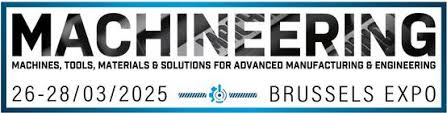 MACHINEERING
MACHINES, TOOLS, MATERIALS & SOLUTIONS FOR ADVANCED MANUFACTURING & ENGINEERING
26-28/03/2025 BRUSSELS EXPO